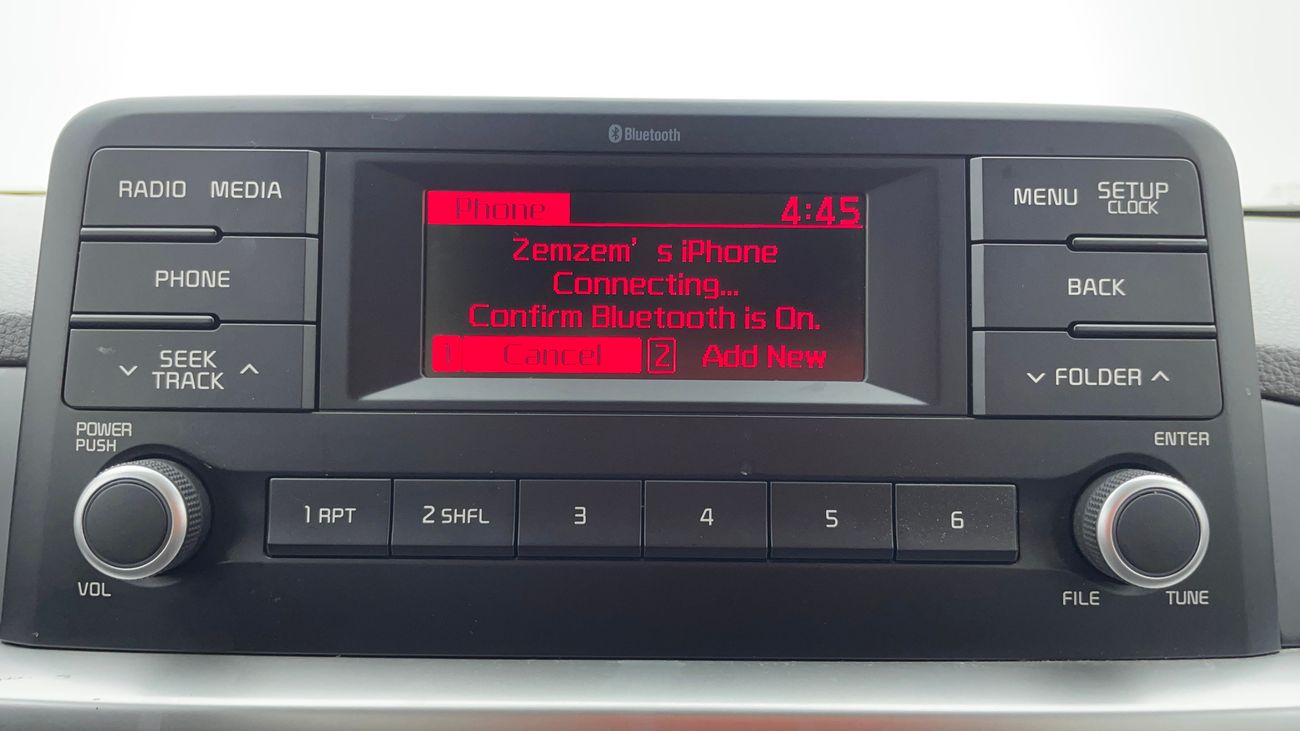 Bluetooth
RADIO MEDIA
PHONE
SEEK
TRACK
Phone 4:45
Zemzem's iPhone
Connecting...
Confirm Bluetooth is On.
1 Cancel 2 Add New
MENU SETUP
CLOCK
BACK
FOLDER
POWER
PUSH
VOL
1 RPT 2 SHFL 3 4 5 6
ENTER
FILE TUNE